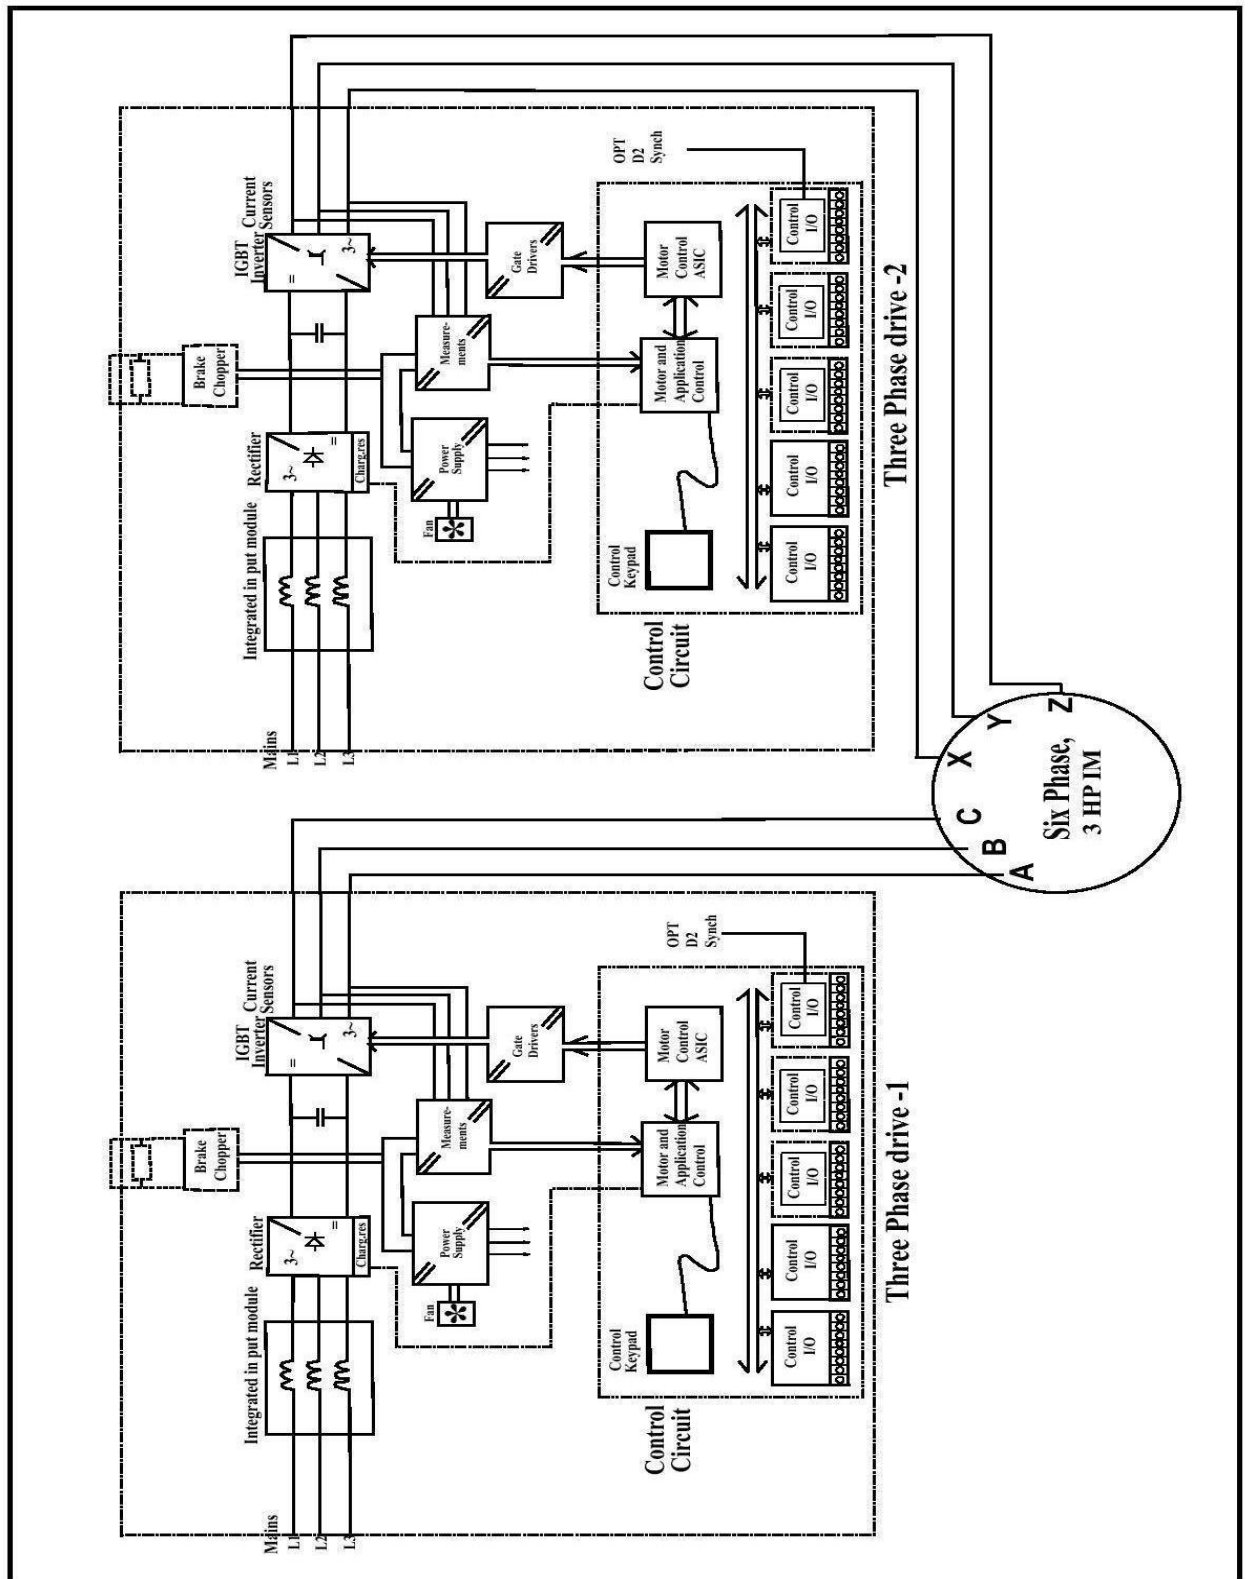 Mains
L1
L2
L3
Integrated in put module
Rectifier
3~
=
Charg.res
Brake
Chopper
IGBT
Inverter
=
3~
Current
Sensors
Fan
Power
Supply
Measure-
ments
Gate
Drivers
Control
Circuit
Control
Keypad
Motor and
Application
Control
Motor
Control
ASIC
OPT
D2
Synch
Control
I/O
Control
I/O
Control
I/O
Control
I/O
Control
I/O
Three Phase drive -1
Mains
L1
L2
L3
Integrated in put module
Rectifier
3~
=
Charg.res
Brake
Chopper
IGBT
Inverter
=
3~
Current
Sensors
Fan
Power
Supply
Measure-
ments
Gate
Drivers
Control
Circuit
Control
Keypad
Motor and
Application
Control
Motor
Control
ASIC
OPT
D2
Synch
Control
I/O
Control
I/O
Control
I/O
Control
I/O
Control
I/O
Three Phase drive -2
A
B
C
X
Y
Z
Six Phase,
3 HP IM